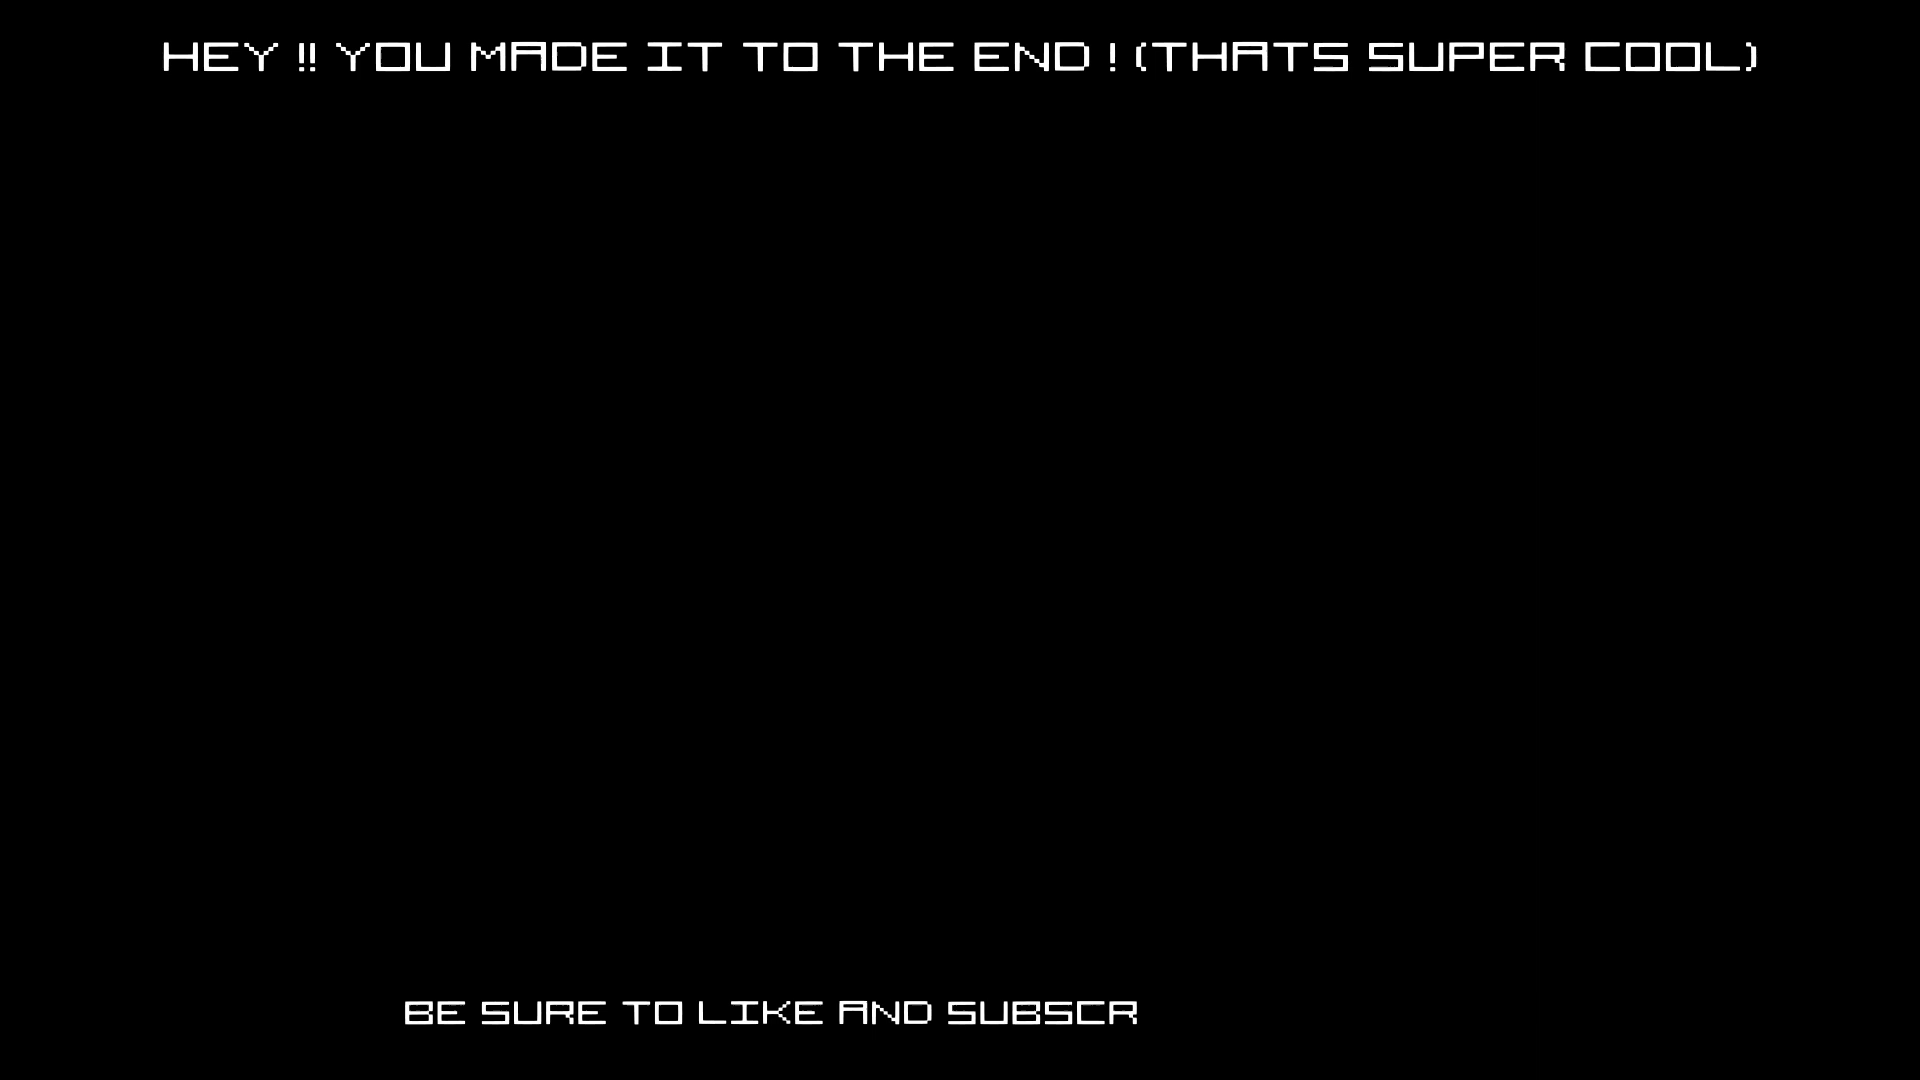 HEY !! YOU MADE IT TO THE END ! (THATS SUPER COOL)
BE SURE TO LIKE AND SUBSCR